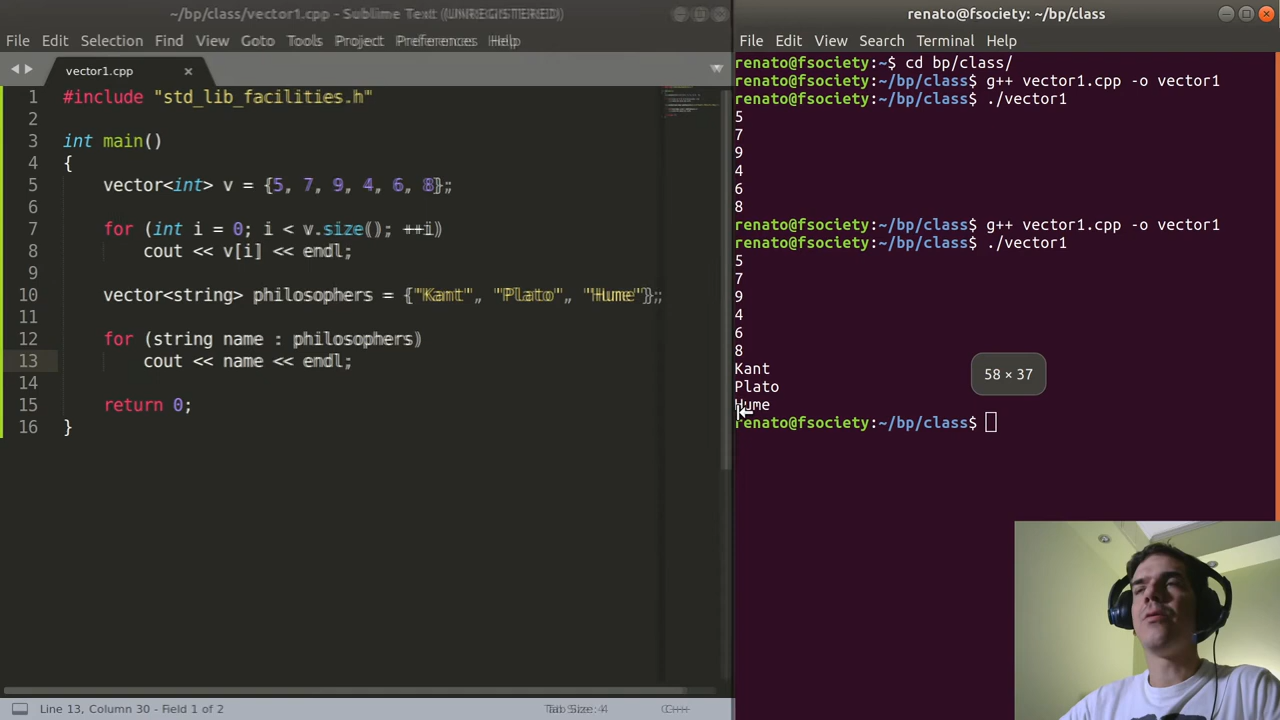 ~/bp/class/vector1.cpp - Sublime Text (UNREGISTERED)
File Edit Selection Find View Goto Tools Project Preferences Help
vector1.cpp
1 #include "std_lib_facilities.h"
2
3 int main()
4 {
5 vector<int> v = {5, 7, 9, 4, 6, 8};
6
7 for (int i = 0; i < v.size(); ++i)
8 cout << v[i] << endl;
9
10 vector<string> philosophers = {"Kant", "Plato", "Hume"};
11
12 for (string name : philosophers)
13 cout << name << endl;
14
15 return 0;
16 }
Line 13, Column 30 - Field 1 of 2
Tab Size: 4
C++
renato@fsociety: ~/bp/class
File Edit View Search Terminal Help
renato@fsociety:~$ cd bp/class/
renato@fsociety:~/bp/class$ g++ vector1.cpp -o vector1
renato@fsociety:~/bp/class$ ./vector1
5
7
9
4
6
8
renato@fsociety:~/bp/class$ g++ vector1.cpp -o vector1
renato@fsociety:~/bp/class$ ./vector1
5
7
9
4
6
8
Kant
Plato
Hume
renato@fsociety:~/bp/class$
58 × 37